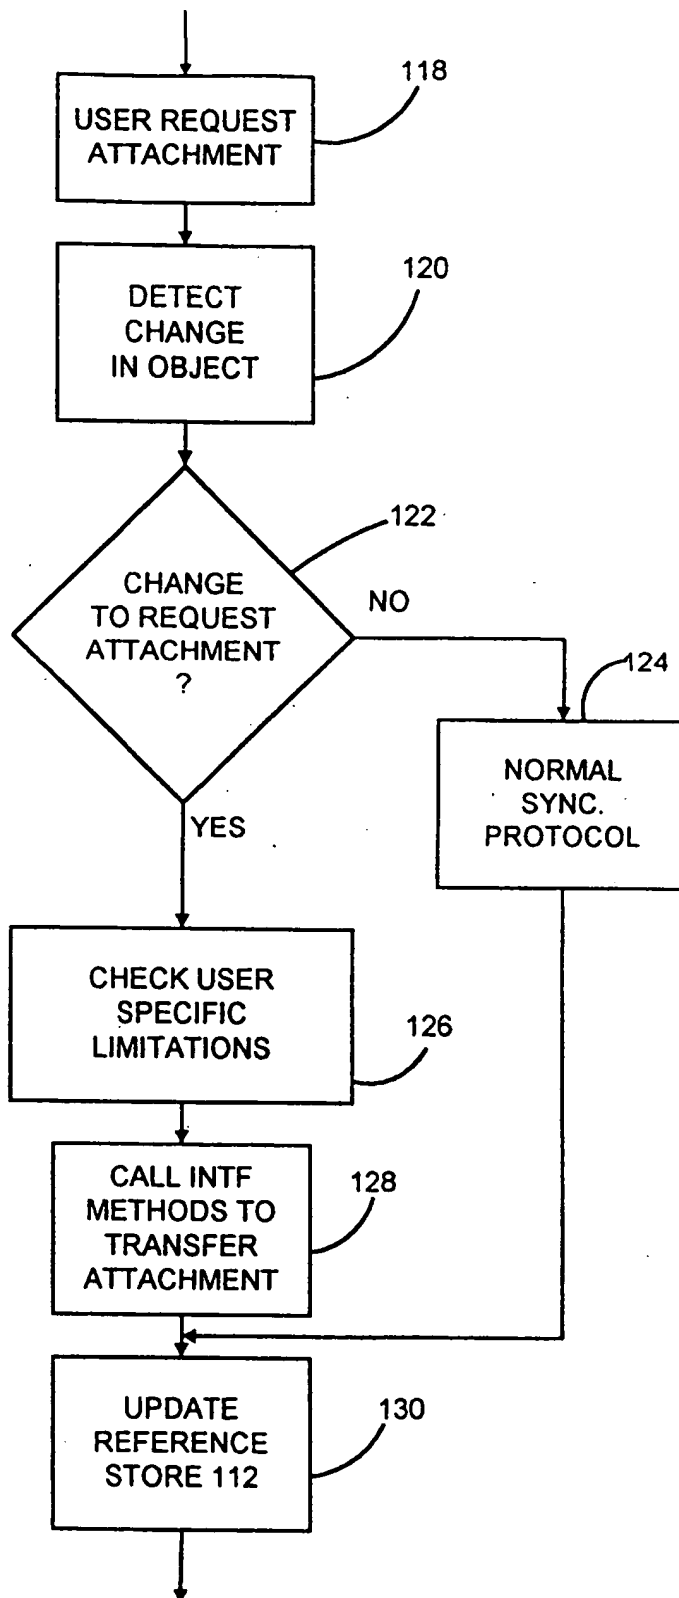 118
USER REQUEST
ATTACHMENT
120
DETECT
CHANGE
IN OBJECT
122
CHANGE
TO REQUEST
ATTACHMENT
?
NO
124
NORMAL
SYNC.
PROTOCOL
YES
CHECK USER
SPECIFIC
LIMITATIONS
126
CALL INTF
METHODS TO
TRANSFER
ATTACHMENT
128
UPDATE
REFERENCE
STORE 112
130